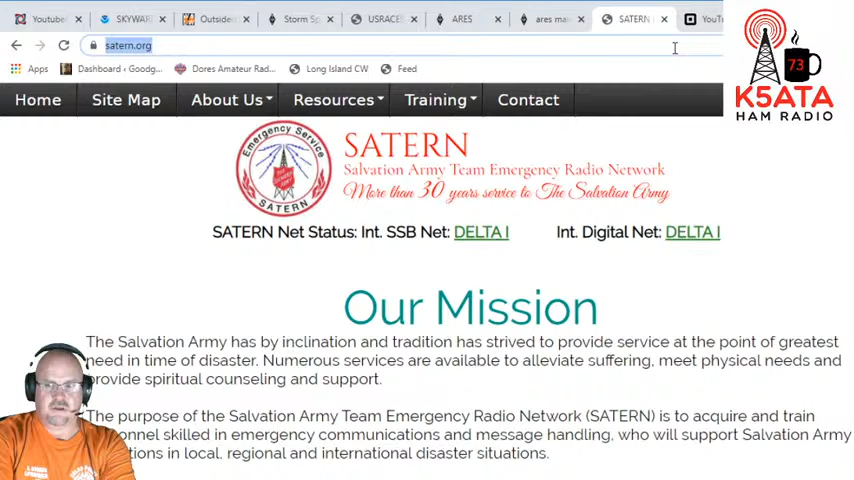 Youtube
SKYWAR
Outsider
Storm Sp
USRACES
ARES
ares ma
SATERN
YouTu
satern.org
Apps
Dashboard ‹ Goodg...
Dores Amateur Rad...
Long Island CW
Feed
73
K5ATA
HAM RADIO
Home
Site Map
About Us
Resources
Training
Contact
Emergency Service
SATERN
SATERN
Salvation Army Team Emergency Radio Network
More than 30 years service to The Salvation Army
SATERN Net Status: Int. SSB Net: DELTA I
Int. Digital Net: DELTA I
Our Mission
The Salvation Army has by inclination and tradition has strived to provide service at the point of greatest
need in time of disaster. Numerous services are available to alleviate suffering, meet physical needs and
provide spiritual counseling and support.
The purpose of the Salvation Army Team Emergency Radio Network (SATERN) is to acquire and train
onnel skilled in emergency communications and message handling, who will support Salvation Army
tions in local, regional and international disaster situations.